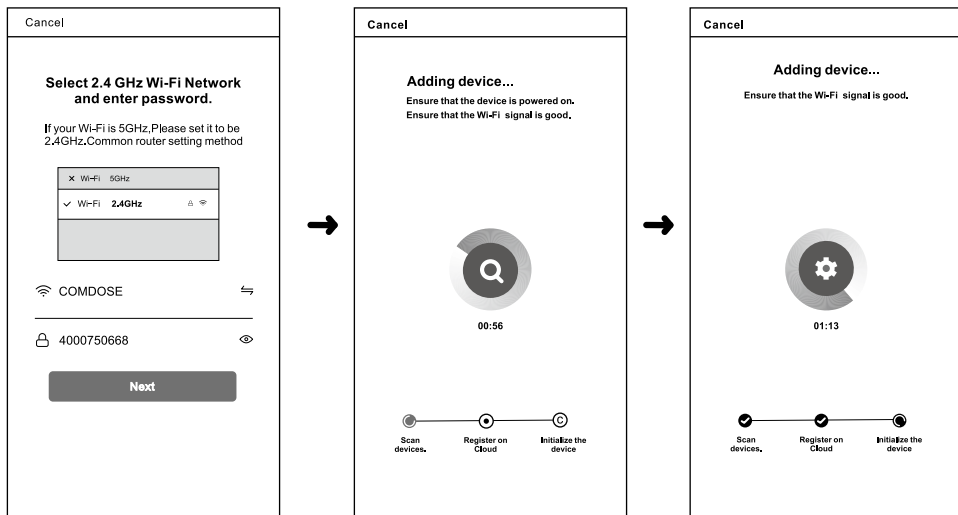 Cancel
Select 2.4 GHz Wi-Fi Network
and enter password.
If your Wi-Fi is 5GHz,Please set it to be
2.4GHz.Common router setting method
Wi-Fi 5GHz
Wi-Fi 2.4GHz
COMDOSE
4000750668
Next
Cancel
Adding device...
Ensure that the device is powered on.
Ensure that the Wi-Fi signal is good.
00:56
Scan
devices.
Register on
Cloud
C
Initialize the
device
Cancel
Adding device...
Ensure that the Wi-Fi signal is good.
01:13
Scan
devices.
Register on
Cloud
Initialize the
device